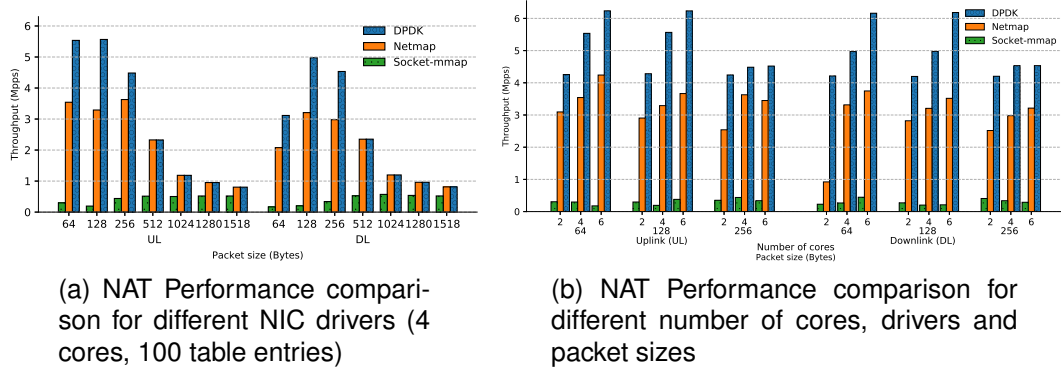 6
5
4
3
2
1
0
Throughput (Mpps)
DPDK
Netmap
Socket-mmap
64 128 256 512 1024 1280 1518 64 128 256 512 1024 1280 1518
UL DL
Packet size (Bytes)
(a) NAT Performance compari-
son for different NIC drivers (4
cores, 100 table entries)
6
5
4
3
2
1
0
Throughput (Mpps)
DPDK
Netmap
Socket-mmap
2 4 6 2 4 6 2 4 6 2 4 6 2 4 6 2 4 6
64 128 256 64 128 256
Uplink (UL) Downlink (DL)
Number of cores
Packet size (Bytes)
(b) NAT Performance comparison for
different number of cores, drivers and
packet sizes